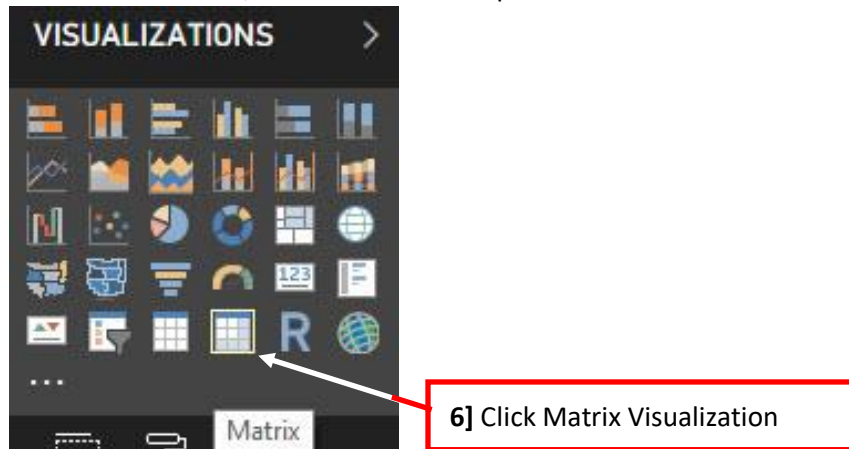 VISUALIZATIONS >
123
R
...
Matrix
6] Click Matrix Visualization